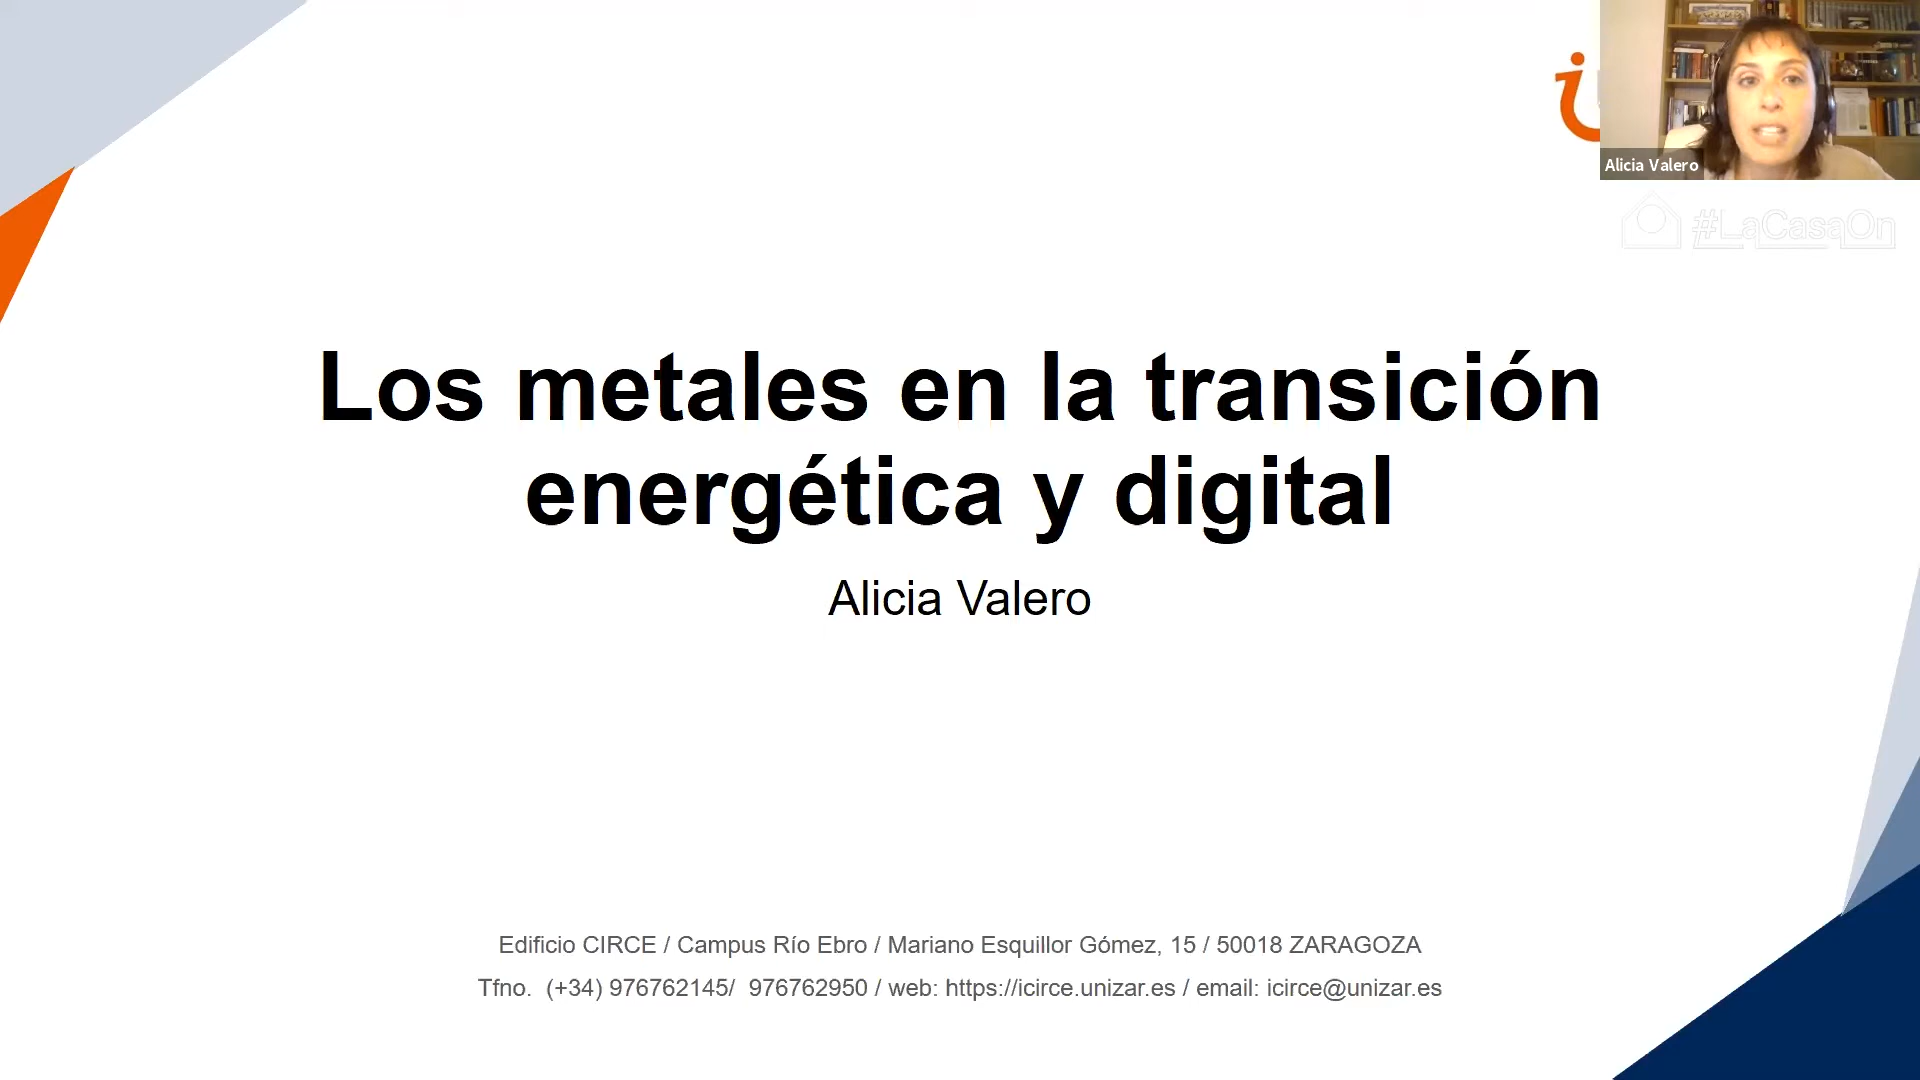 Alicia Valero
#LaCasaOn
Los metales en la transición
energética y digital
Alicia Valero
Edificio CIRCE / Campus Río Ebro / Mariano Esquillor Gómez, 15 / 50018 ZARAGOZA
Tfno.  (+34) 976762145/  976762950 / web: https://icirce.unizar.es / email: icirce@unizar.es